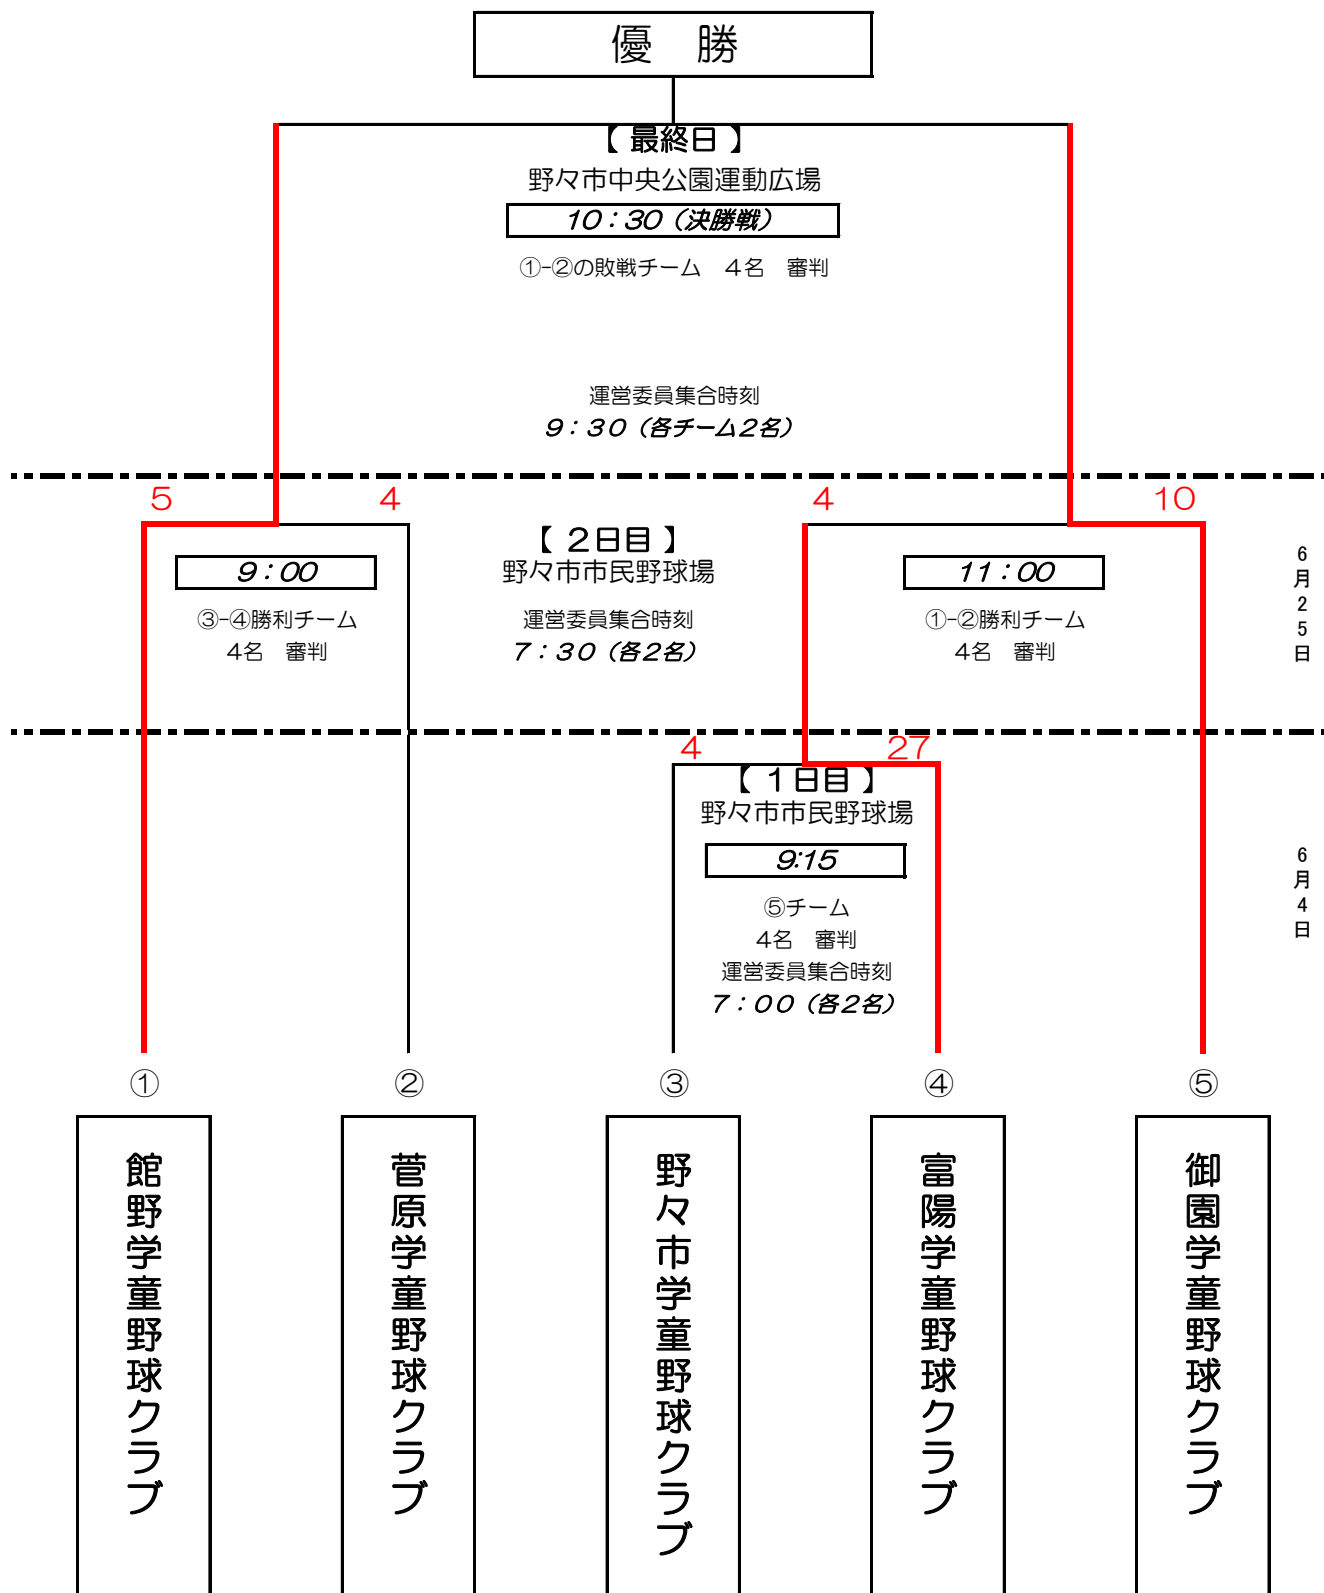 優　勝
【 最終日 】
野々市中央公園運動広場
10：30（決勝戦）
①-②の敗戦チーム　4名　審判
運営委員集合時刻
9：30（各チーム2名）
5
4
4
10
【 2日目 】
野々市市民野球場
運営委員集合時刻
7：30（各2名）
9：00
③-④勝利チーム
4名　審判
11：00
①-②勝利チーム
4名　審判
6月25日
4
27
【 1日目 】
野々市市民野球場
9:15
⑤チーム
4名　審判
運営委員集合時刻
7：00（各2名）
6月4日
①
②
③
④
⑤
館野学童野球クラブ
菅原学童野球クラブ
野々市学童野球クラブ
富陽学童野球クラブ
御園学童野球クラブ